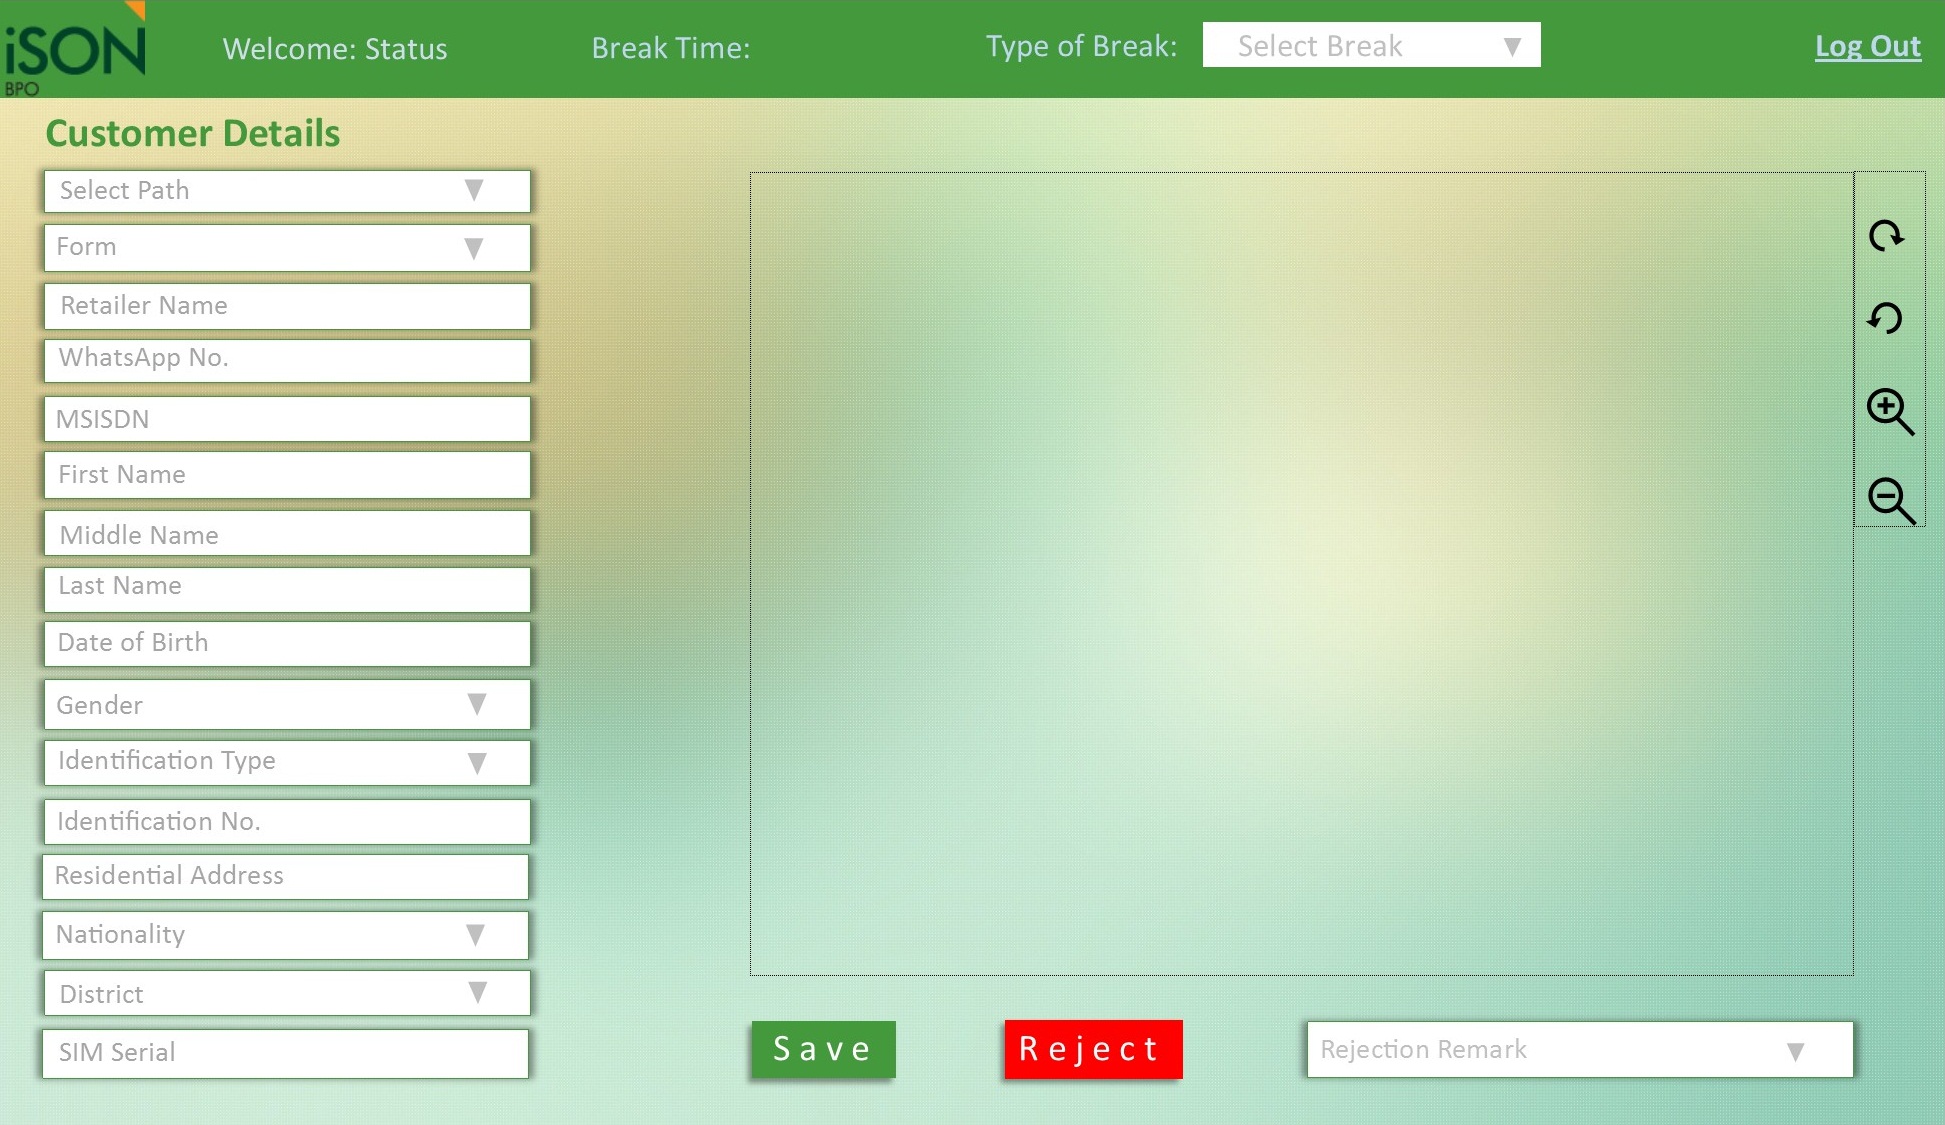 iSON
BPO
Welcome: Status
Break Time:
Type of Break:
Select Break
Log Out
Customer Details
Select Path
Form
Retailer Name
WhatsApp No.
MSISDN
First Name
Middle Name
Last Name
Date of Birth
Gender
Identification Type
Identification No.
Residential Address
Nationality
District
SIM Serial
Save
Reject
Rejection Remark